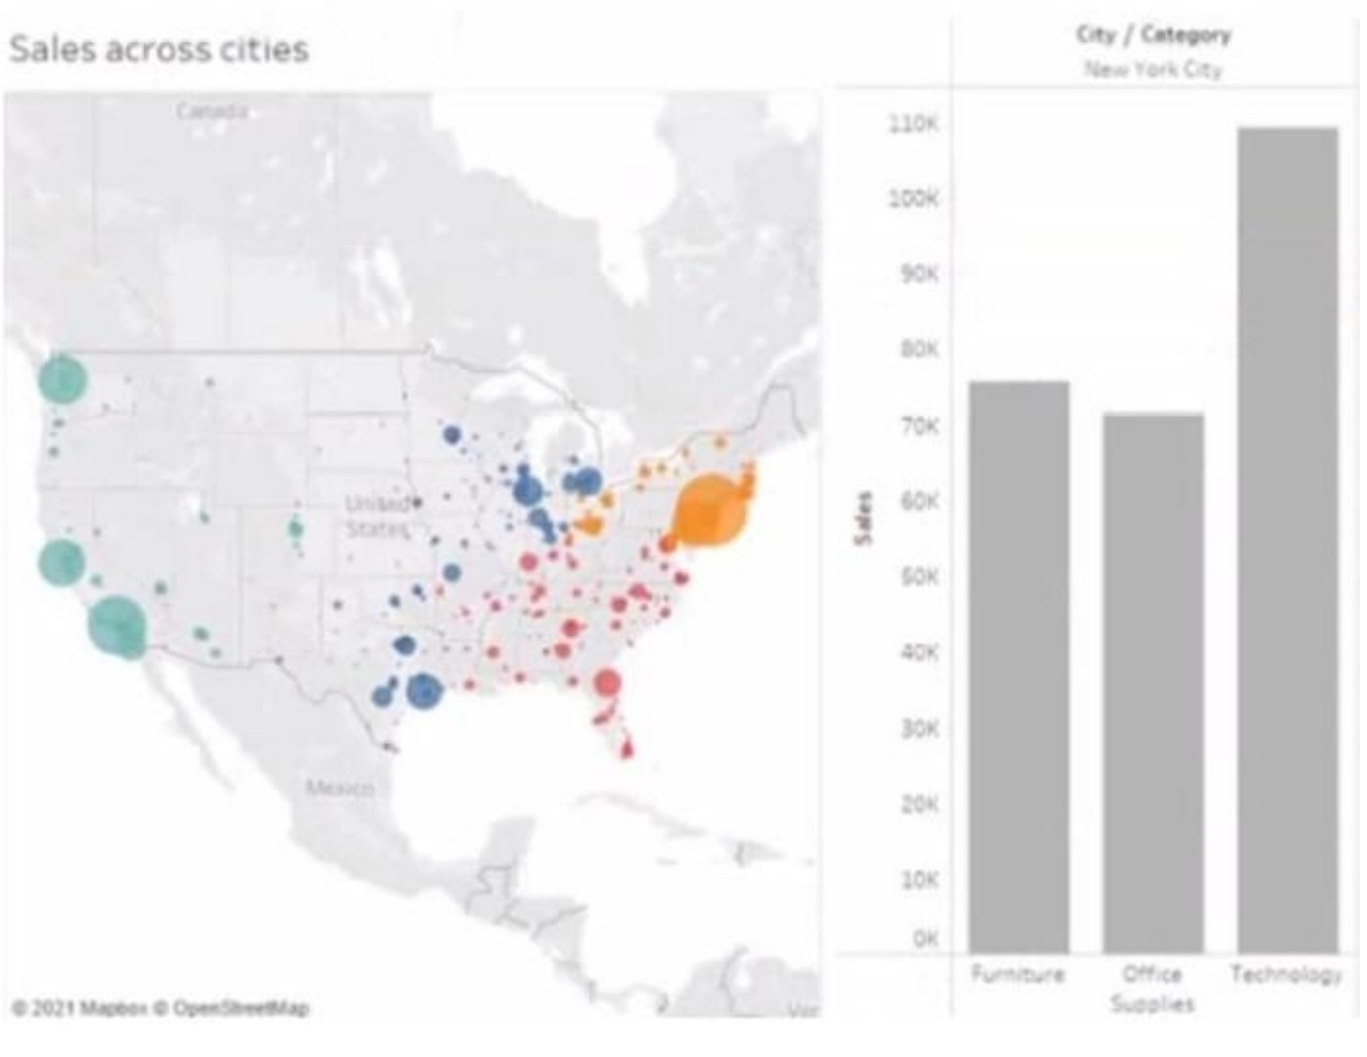 Sales across cities
Canada
United
States
Mexico
© 2021 Mapbox © OpenStreetMap
City / Category
New York City
110K
100K
90K
80K
70K
60K
50K
40K
30K
20K
10K
0K
Sales
Furniture
Office
Supplies
Technology